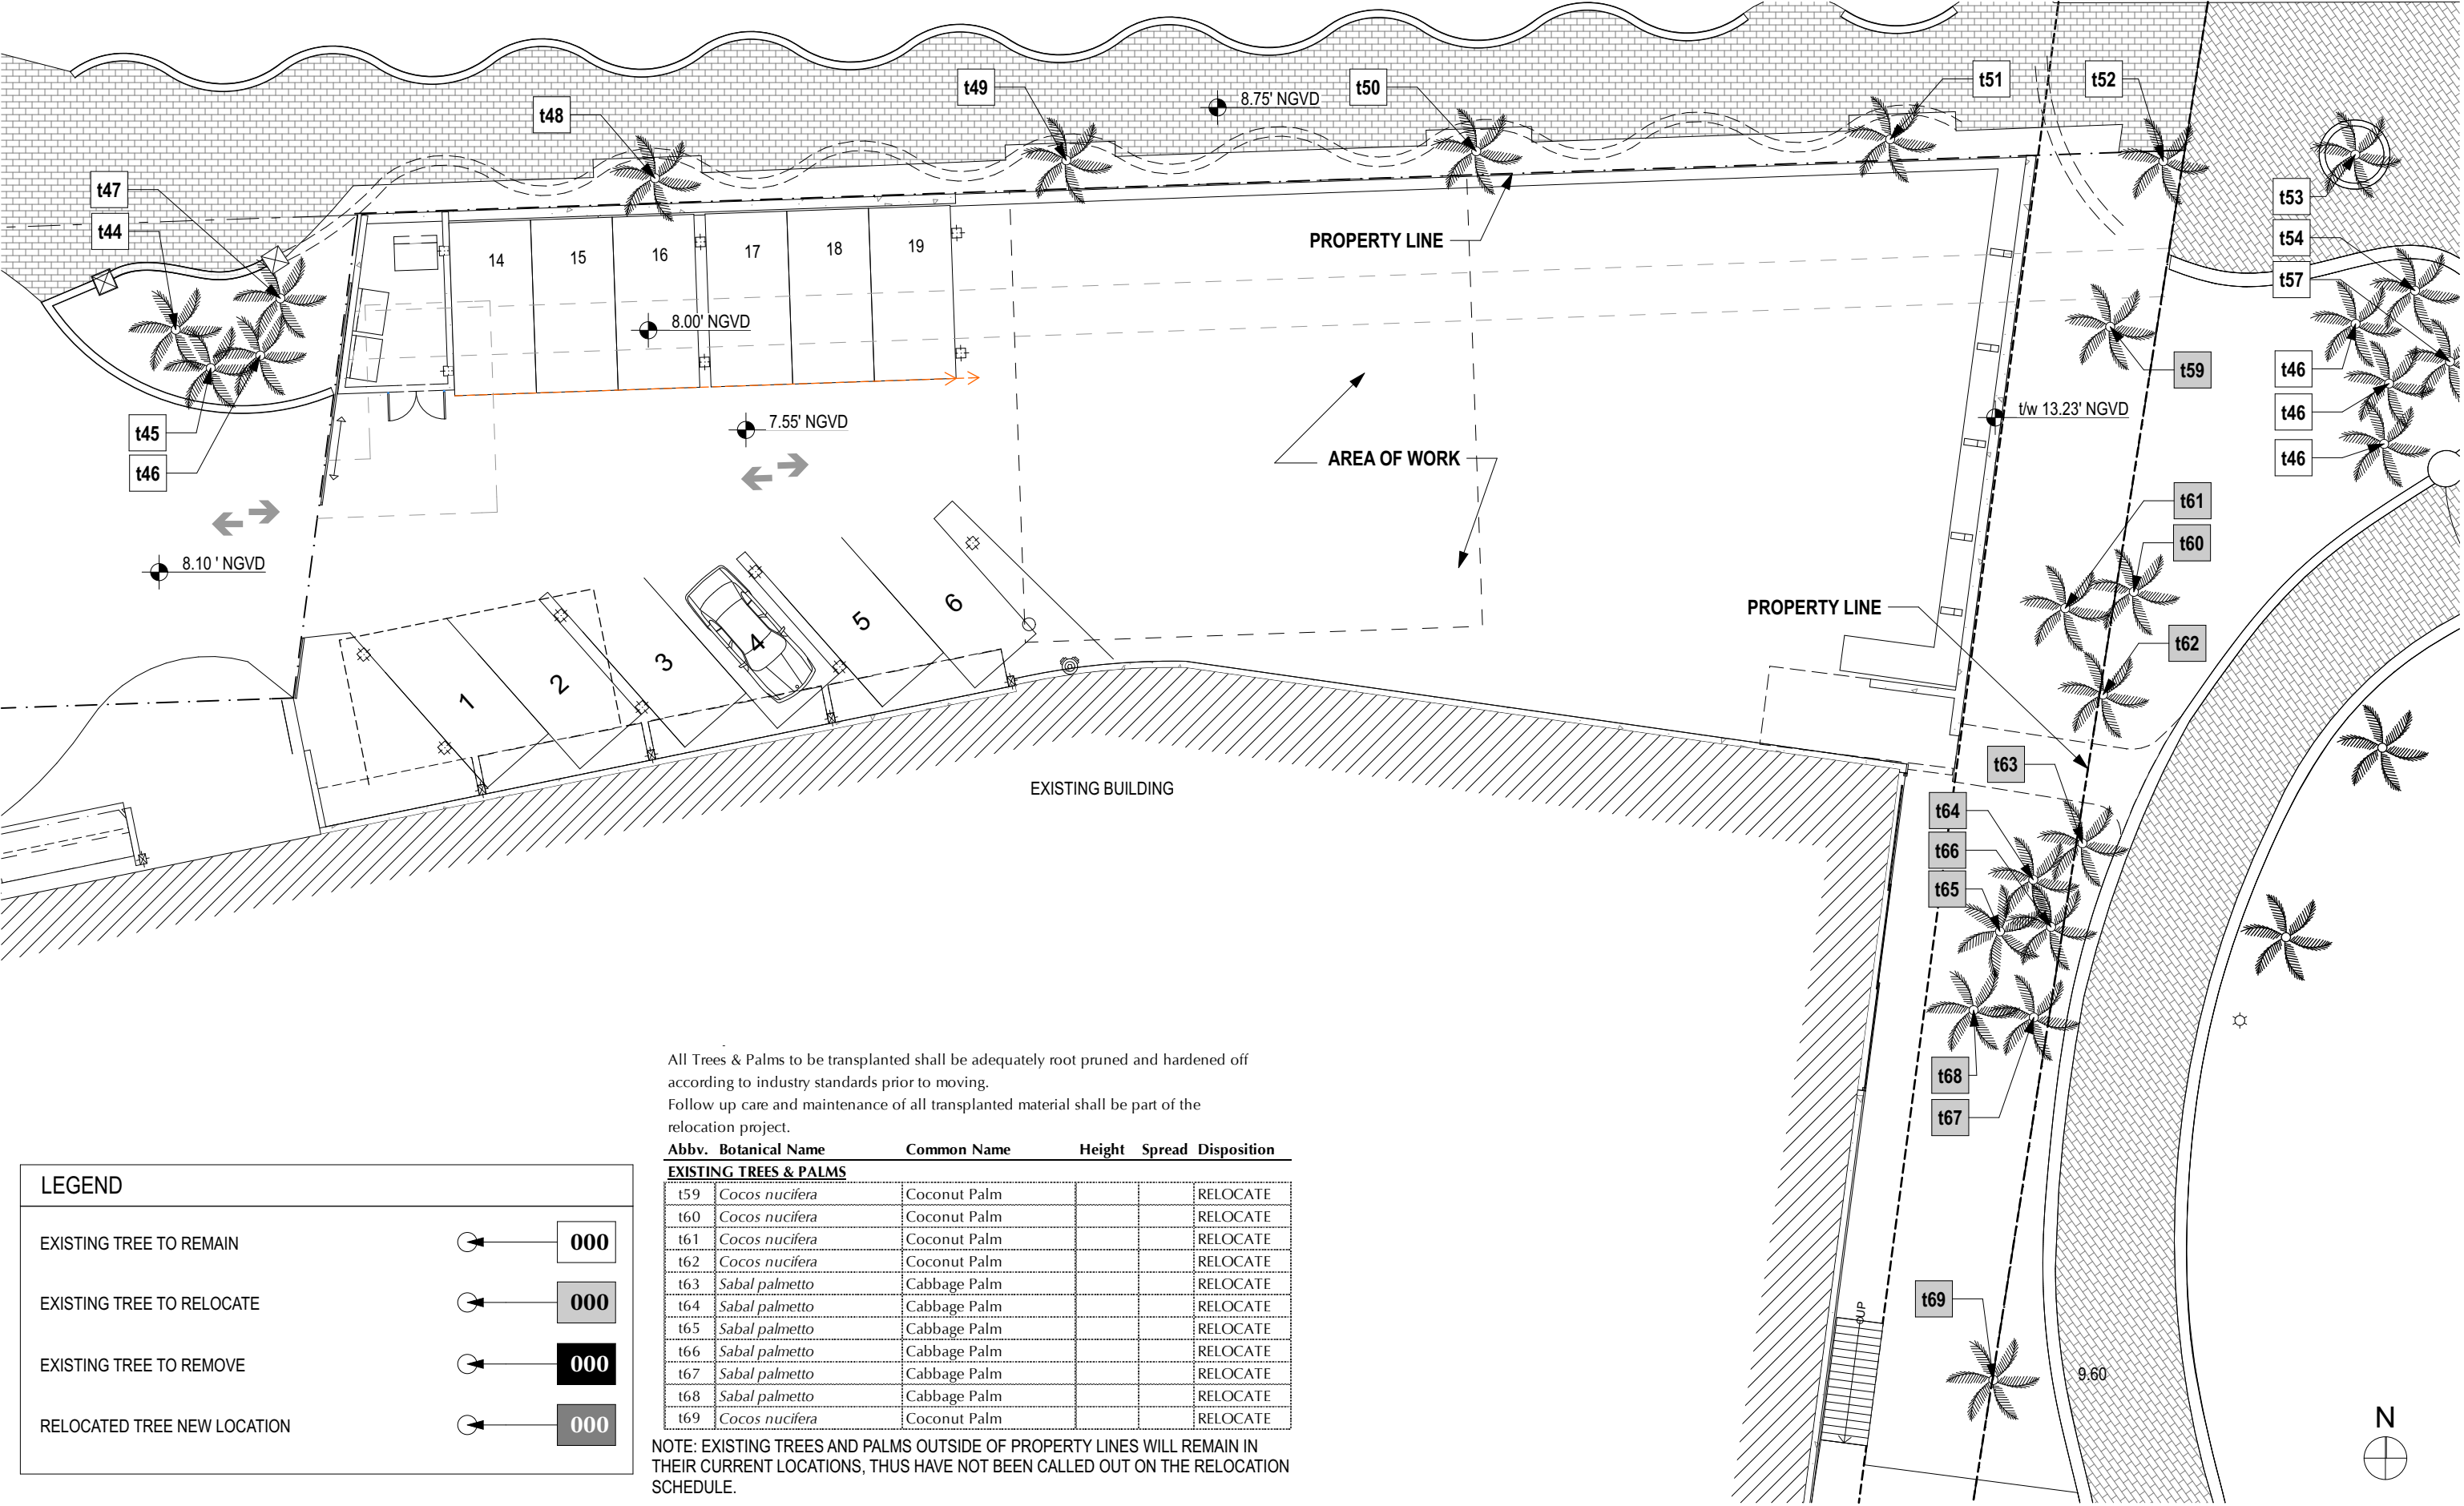 t51
t52
t49
t50
8.75' NGVD
t48
t47
t53
t44
t54
PROPERTY LINE
14
15
16
17
18
19
t57
8.00' NGVD
t59
t46
7.55' NGVD
t/w 13.23' NGVD
t46
t45
AREA OF WORK
t46
t46
t61
t60
8.10 ' NGVD
PROPERTY LINE
t62
1
2
3
4
5
6
t63
EXISTING BUILDING
t64
t66
t65
All Trees & Palms to be transplanted shall be adequately root pruned and hardened off
according to industry standards prior to moving.
Follow up care and maintenance of all transplanted material shall be part of the
relocation project.
t68
t67
Abbv. Botanical Name Common Name Height Spread Disposition
EXISTING TREES & PALMS
t59 Cocos nucifera Coconut Palm RELOCATE
t60 Cocos nucifera Coconut Palm RELOCATE
t61 Cocos nucifera Coconut Palm RELOCATE
t62 Cocos nucifera Coconut Palm RELOCATE
t63 Sabal palmetto Cabbage Palm RELOCATE
t64 Sabal palmetto Cabbage Palm RELOCATE
t65 Sabal palmetto Cabbage Palm RELOCATE
t66 Sabal palmetto Cabbage Palm RELOCATE
t67 Sabal palmetto Cabbage Palm RELOCATE
t68 Sabal palmetto Cabbage Palm RELOCATE
t69 Cocos nucifera Coconut Palm RELOCATE
NOTE: EXISTING TREES AND PALMS OUTSIDE OF PROPERTY LINES WILL REMAIN IN
THEIR CURRENT LOCATIONS, THUS HAVE NOT BEEN CALLED OUT ON THE RELOCATION
SCHEDULE.
LEGEND
EXISTING TREE TO REMAIN 000
EXISTING TREE TO RELOCATE 000
EXISTING TREE TO REMOVE 000
RELOCATED TREE NEW LOCATION 000
t69
UP
9.60
N